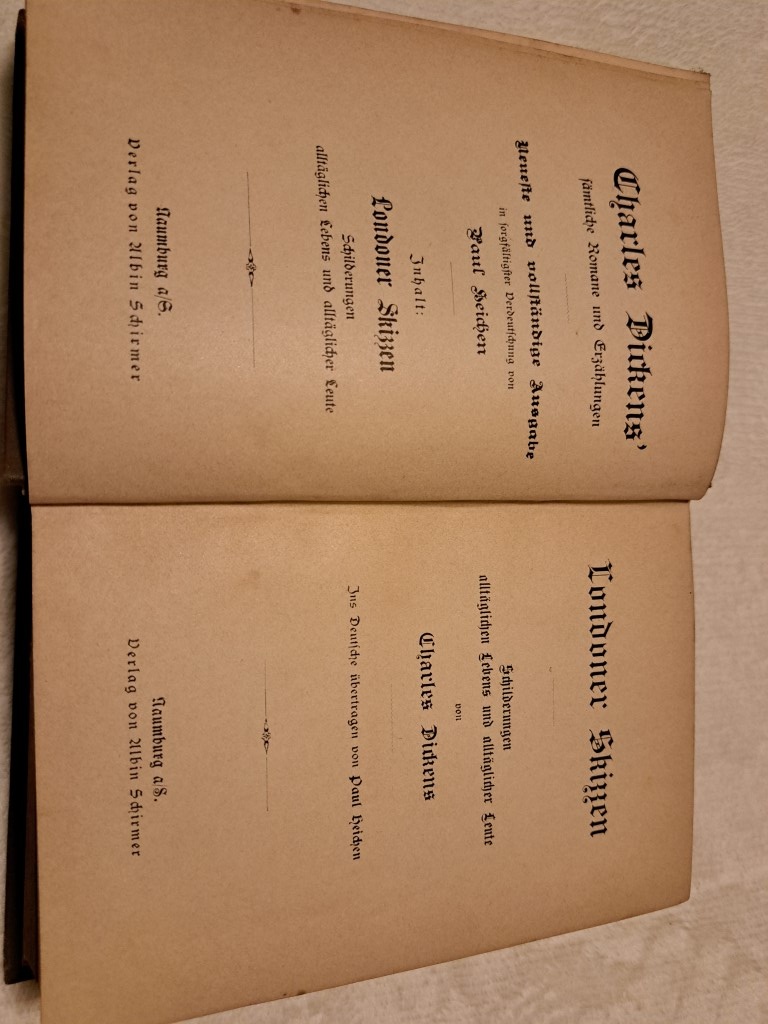 Charles Dickens'
sämtliche Romane und Erzählungen
Neueste und vollständige Ausgabe
in sorgfältigster Verdeutschung von
Paul Heichen
Inhalt:
Londoner Skizzen
Schilderungen
alltäglichen Lebens und alltäglicher Leute
Naumburg a/S.
Verlag von Albin Schirmer
Londoner Skizzen
Schilderungen
alltäglichen Lebens und alltäglicher Leute
von
Charles Dickens
Ins Deutsche übertragen von Paul Heichen
Naumburg a/S.
Verlag von Albin Schirmer